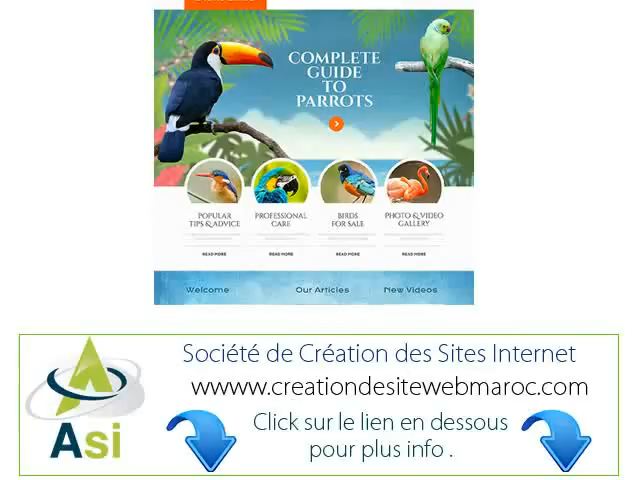 COMPLETE
GUIDE
TO
PARROTS
POPULAR
TIPS & ADVICE
PROFESSIONAL
CARE
BIRDS
FOR SALE
PHOTO & VIDEO
GALLERY
READ MORE
READ MORE
READ MORE
READ MORE
Welcome
Our Articles
New Videos
Asi
Société de Création des Sites Internet
wwww.creationdesitewebmaroc.com
Click sur le lien en dessous
pour plus info .